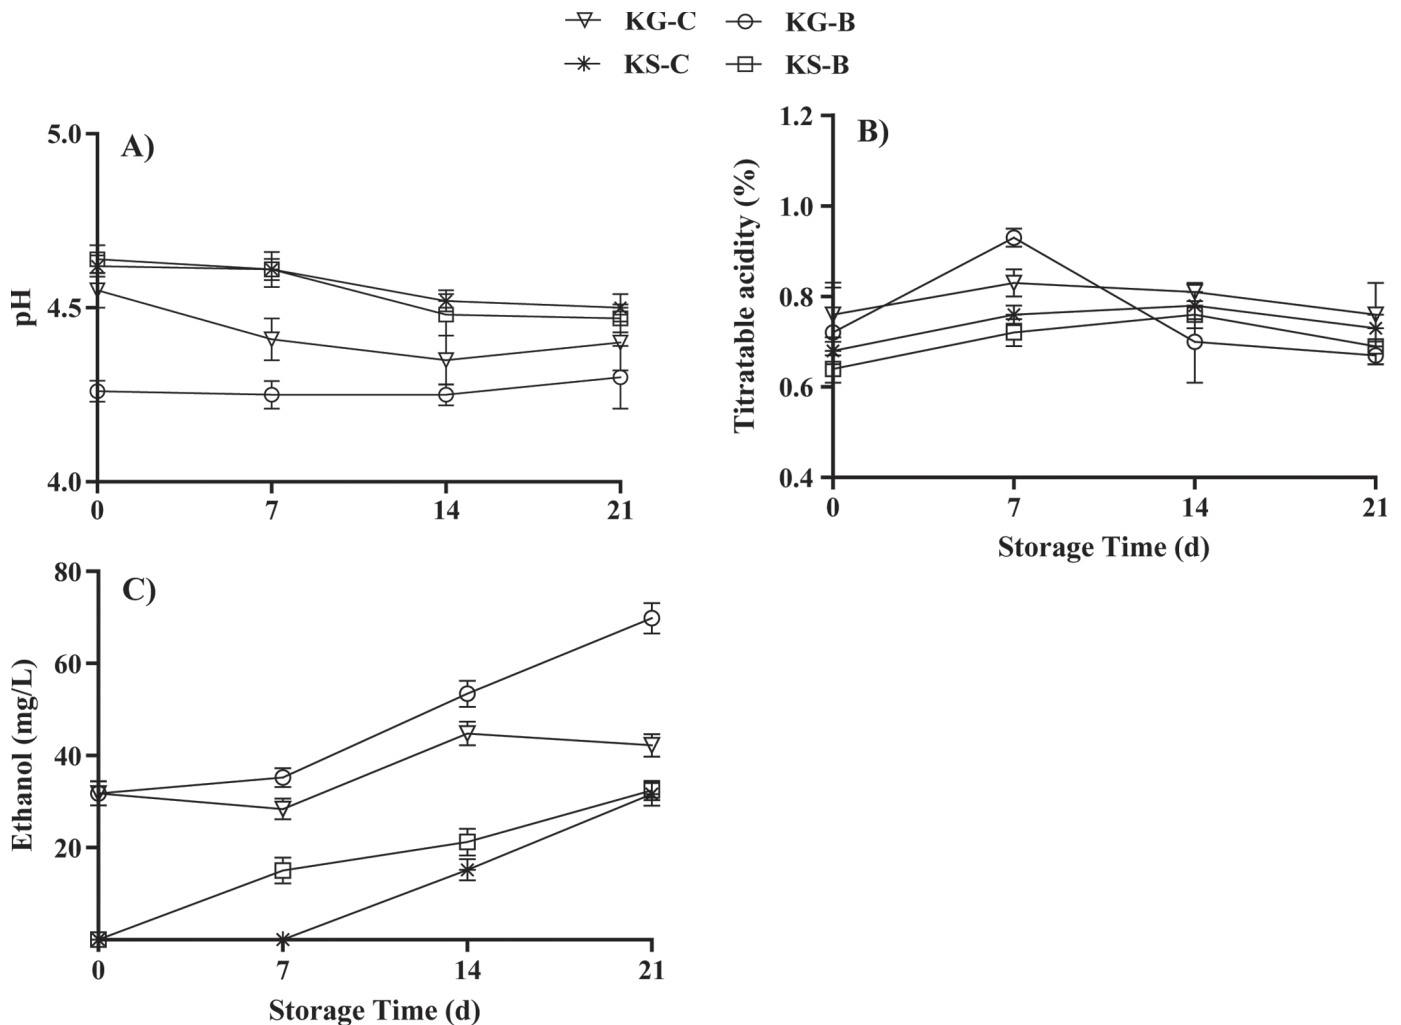 KG-C KG-B
KS-C KS-B
A)
5.0
4.5
4.0
pH
0 7 14 21
B)
1.2
1.0
0.8
0.6
0.4
Titratable acidity (%)
0 7 14 21
Storage Time (d)
C)
80
60
40
20
Ethanol (mg/L)
0 7 14 21
Storage Time (d)